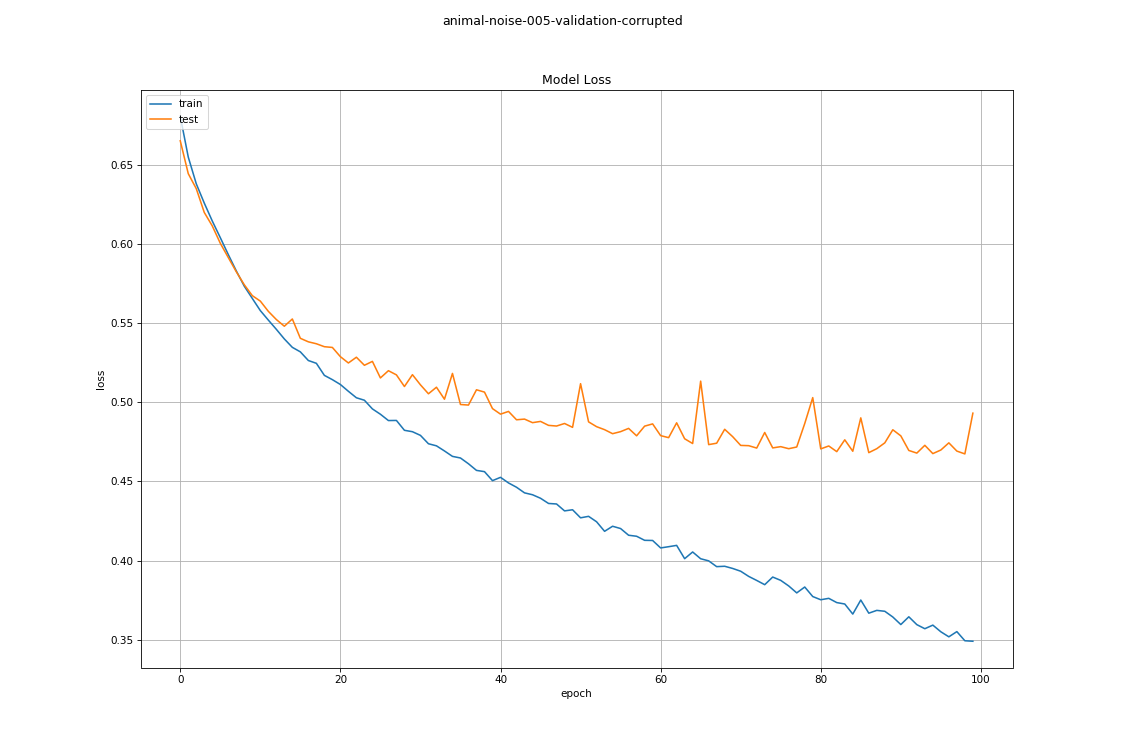 animal-noise-005-validation-corrupted
Model Loss
train
test
0.65
0.60
0.55
0.50
0.45
0.40
0.35
loss
0 20 40 60 80 100
epoch